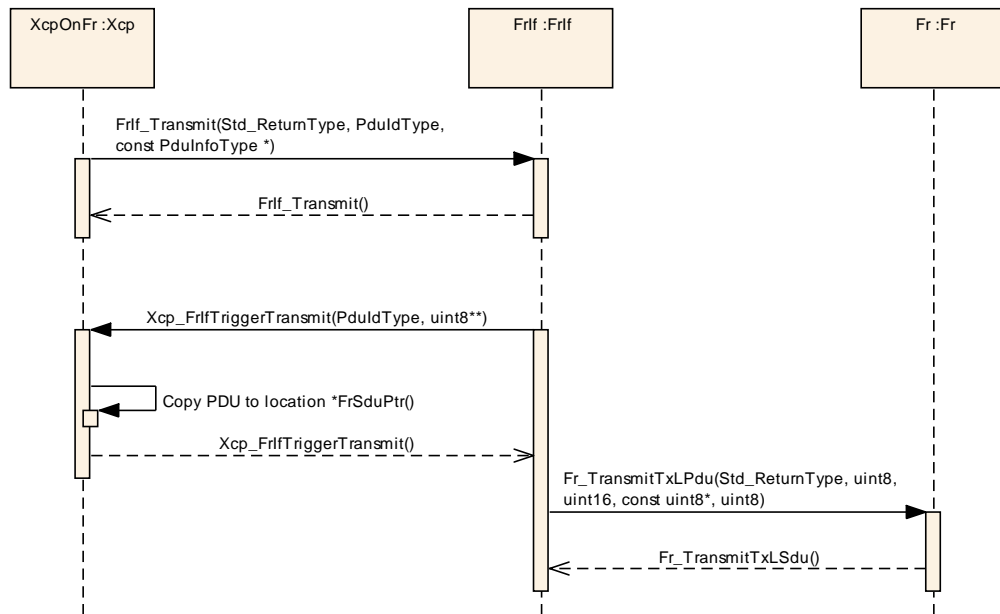 XcpOnFr :Xcp
FrIf :FrIf
Fr :Fr
FrIf_Transmit(Std_ReturnType, PduIdType,
const PduInfoType *)
FrIf_Transmit()
Xcp_FrIfTriggerTransmit(PduIdType, uint8**)
Copy PDU to location *FrSduPtr()
Xcp_FrIfTriggerTransmit()
Fr_TransmitTxLPdu(Std_ReturnType, uint8,
uint16, const uint8*, uint8)
Fr_TransmitTxLSdu()